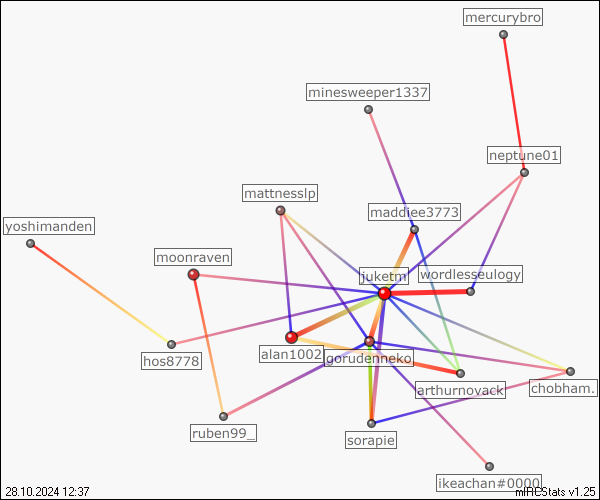 mercurybro
minesweeper1337
neptune01
mattnesslp
maddiee3773
yoshimanden
moonraven
juketm
wordlesseulogy
alan1002
gorudenneko
hos8778
arthurnovack
chobham.
ruben99_
sorapie
ikeachan#0000
28.10.2024 12:37
mIRCStats v1.25